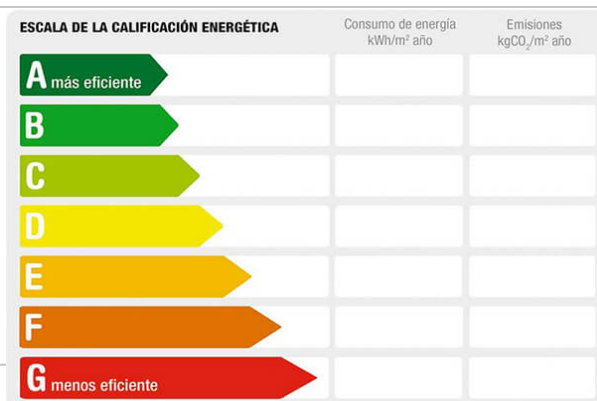 ESCALA DE LA CALIFICACIÓN ENERGÉTICA
Consumo de energía
kWh/m² año
Emisiones
kgCO₂/m² año
A más eficiente
B
C
D
E
F
G menos eficiente